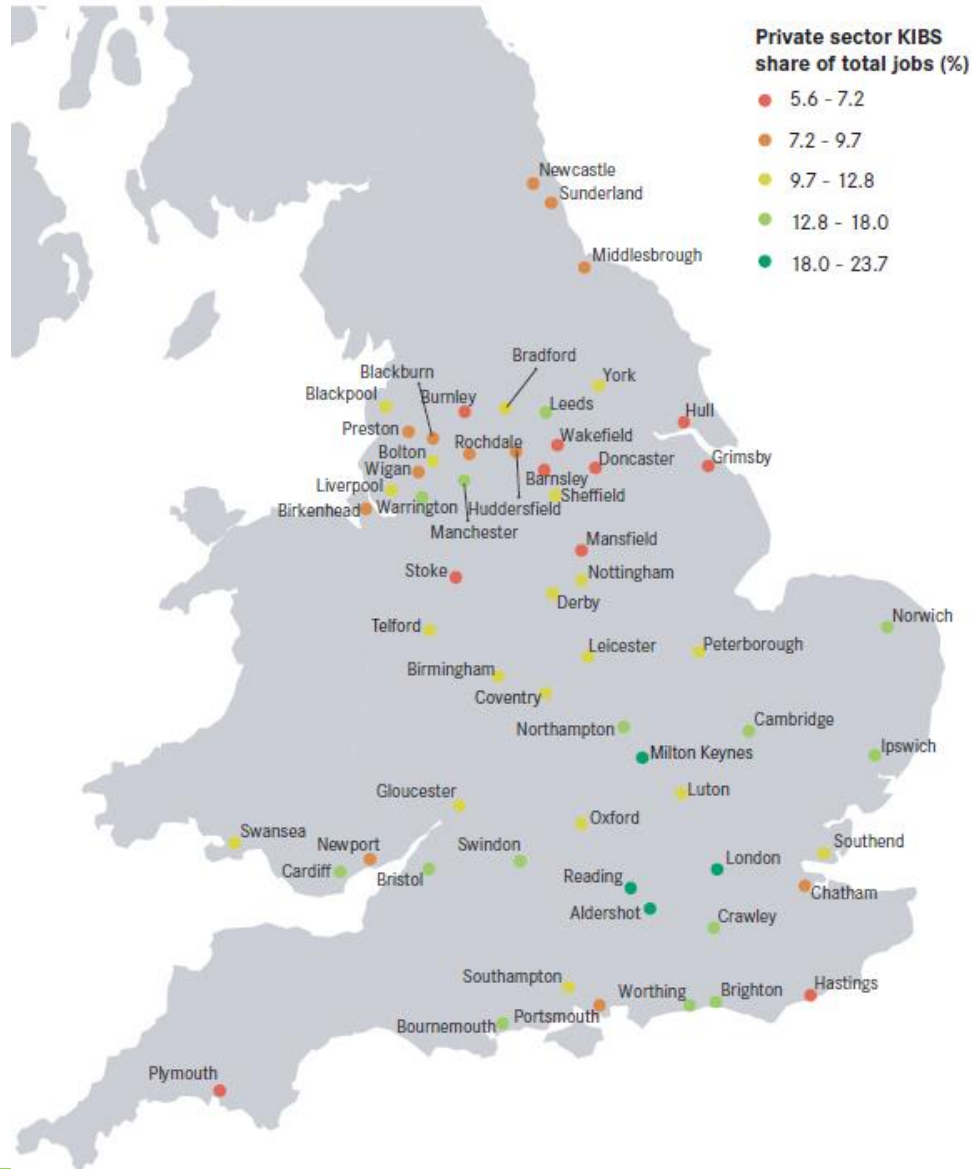 Private sector KIBS
share of total jobs (%)
5.6 - 7.2
7.2 - 9.7
9.7 - 12.8
12.8 - 18.0
18.0 - 23.7
Newcastle
Sunderland
Middlesbrough
Bradford
Blackburn
York
Blackpool
Burnley
Leeds
Hull
Preston
Rochdale
Wakefield
Bolton
Doncaster
Grimsby
Wigan
Barnsley
Liverpool
Sheffield
Birkenhead
Warrington
Huddersfield
Manchester
Mansfield
Stoke
Nottingham
Derby
Norwich
Telford
Leicester
Peterborough
Birmingham
Coventry
Northampton
Cambridge
Milton Keynes
Ipswich
Gloucester
Luton
Oxford
Swansea
Newport
Swindon
Southend
Cardiff
Bristol
London
Reading
Chatham
Aldershot
Crawley
Southampton
Worthing
Brighton
Hastings
Bournemouth
Portsmouth
Plymouth